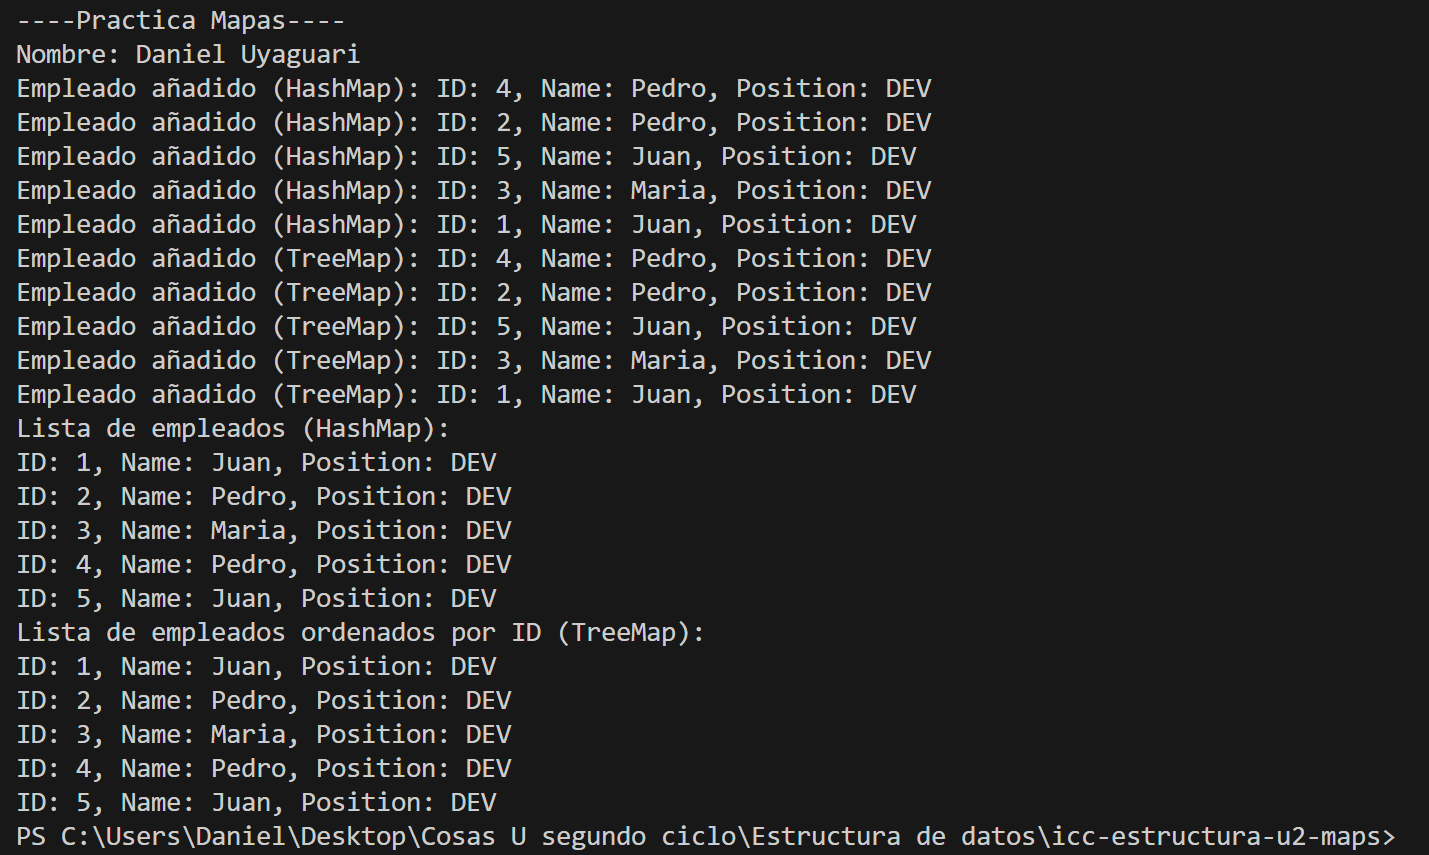 ----Practica Mapas----
Nombre: Daniel Uyaguari
Empleado añadido (HashMap): ID: 4, Name: Pedro, Position: DEV
Empleado añadido (HashMap): ID: 2, Name: Pedro, Position: DEV
Empleado añadido (HashMap): ID: 5, Name: Juan, Position: DEV
Empleado añadido (HashMap): ID: 3, Name: Maria, Position: DEV
Empleado añadido (HashMap): ID: 1, Name: Juan, Position: DEV
Empleado añadido (TreeMap): ID: 4, Name: Pedro, Position: DEV
Empleado añadido (TreeMap): ID: 2, Name: Pedro, Position: DEV
Empleado añadido (TreeMap): ID: 5, Name: Juan, Position: DEV
Empleado añadido (TreeMap): ID: 3, Name: Maria, Position: DEV
Empleado añadido (TreeMap): ID: 1, Name: Juan, Position: DEV
Lista de empleados (HashMap):
ID: 1, Name: Juan, Position: DEV
ID: 2, Name: Pedro, Position: DEV
ID: 3, Name: Maria, Position: DEV
ID: 4, Name: Pedro, Position: DEV
ID: 5, Name: Juan, Position: DEV
Lista de empleados ordenados por ID (TreeMap):
ID: 1, Name: Juan, Position: DEV
ID: 2, Name: Pedro, Position: DEV
ID: 3, Name: Maria, Position: DEV
ID: 4, Name: Pedro, Position: DEV
ID: 5, Name: Juan, Position: DEV
PS C:\Users\Daniel\Desktop\Cosas U segundo ciclo\Estructura de datos\icc-estructura-u2-maps>